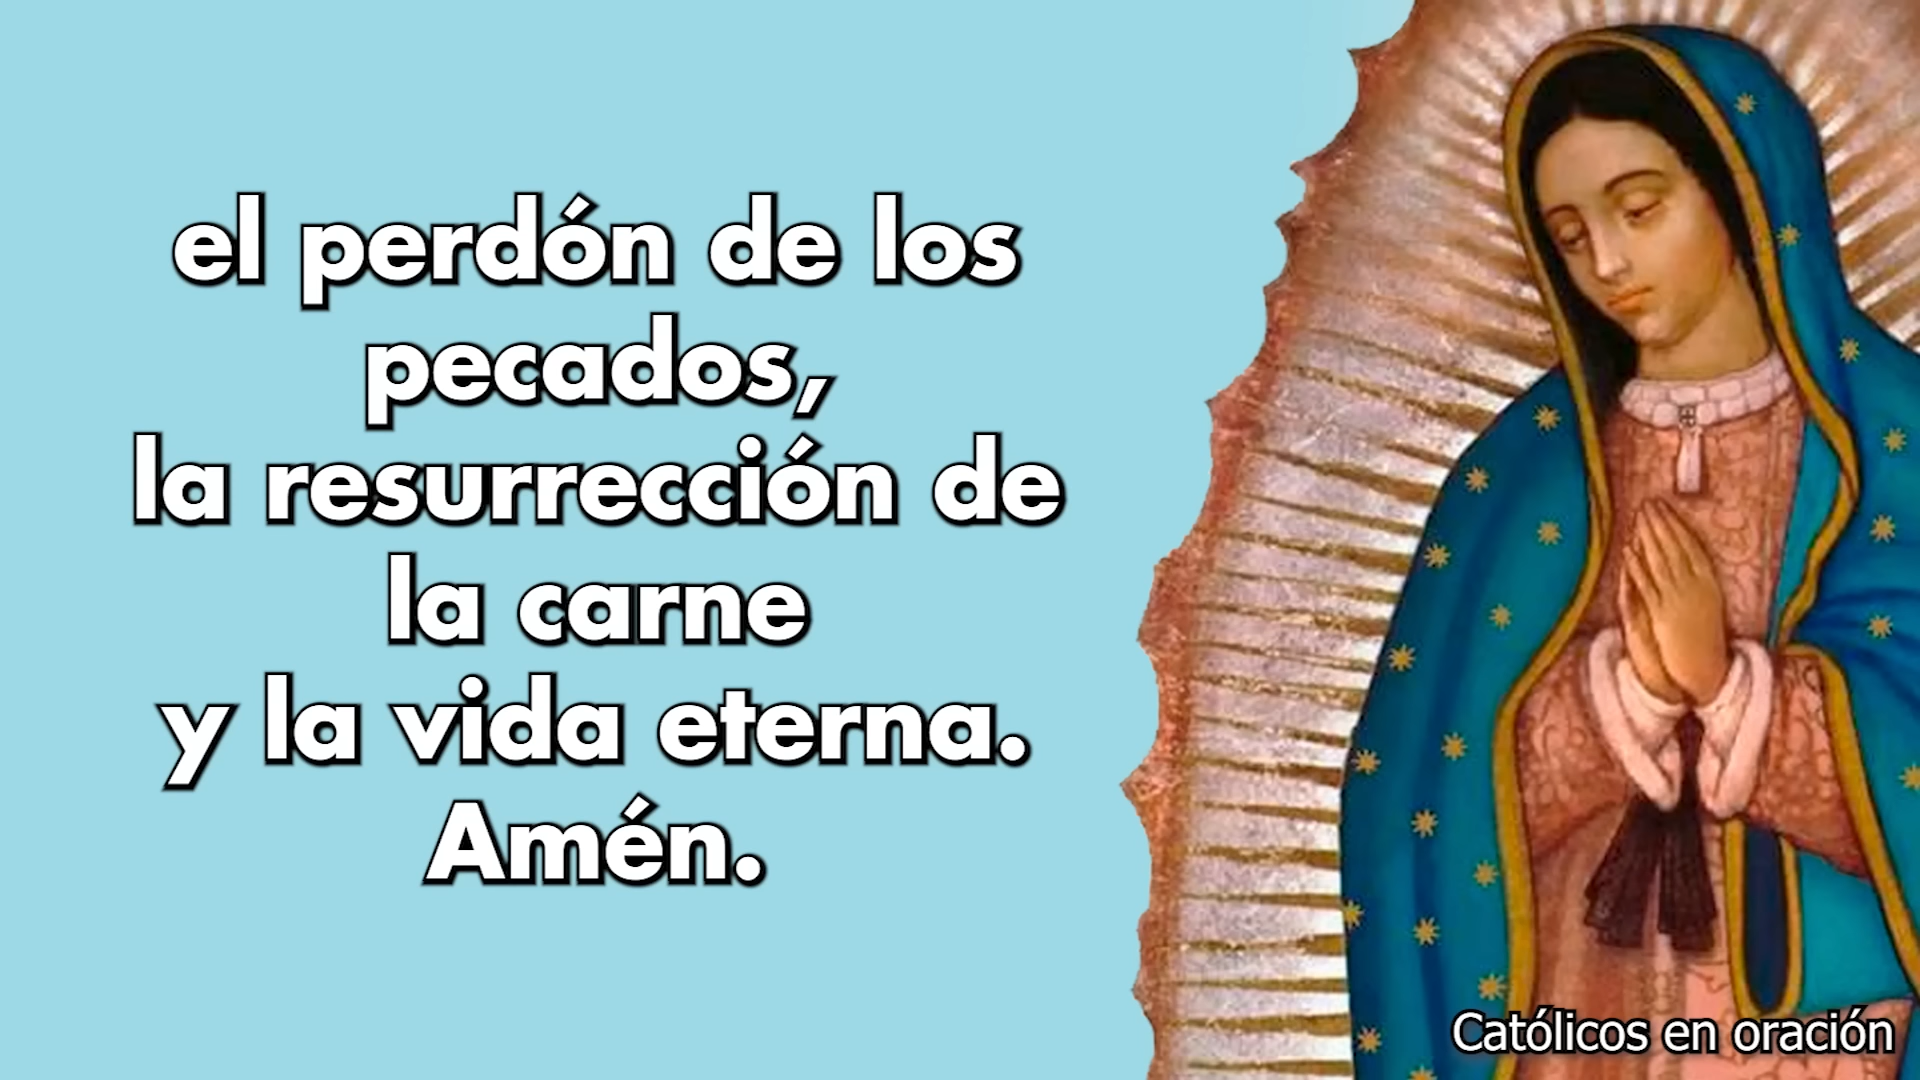 el perdón de los
pecados,
la resurrección de
la carne
y la vida eterna.
Amén.
Católicos en oración